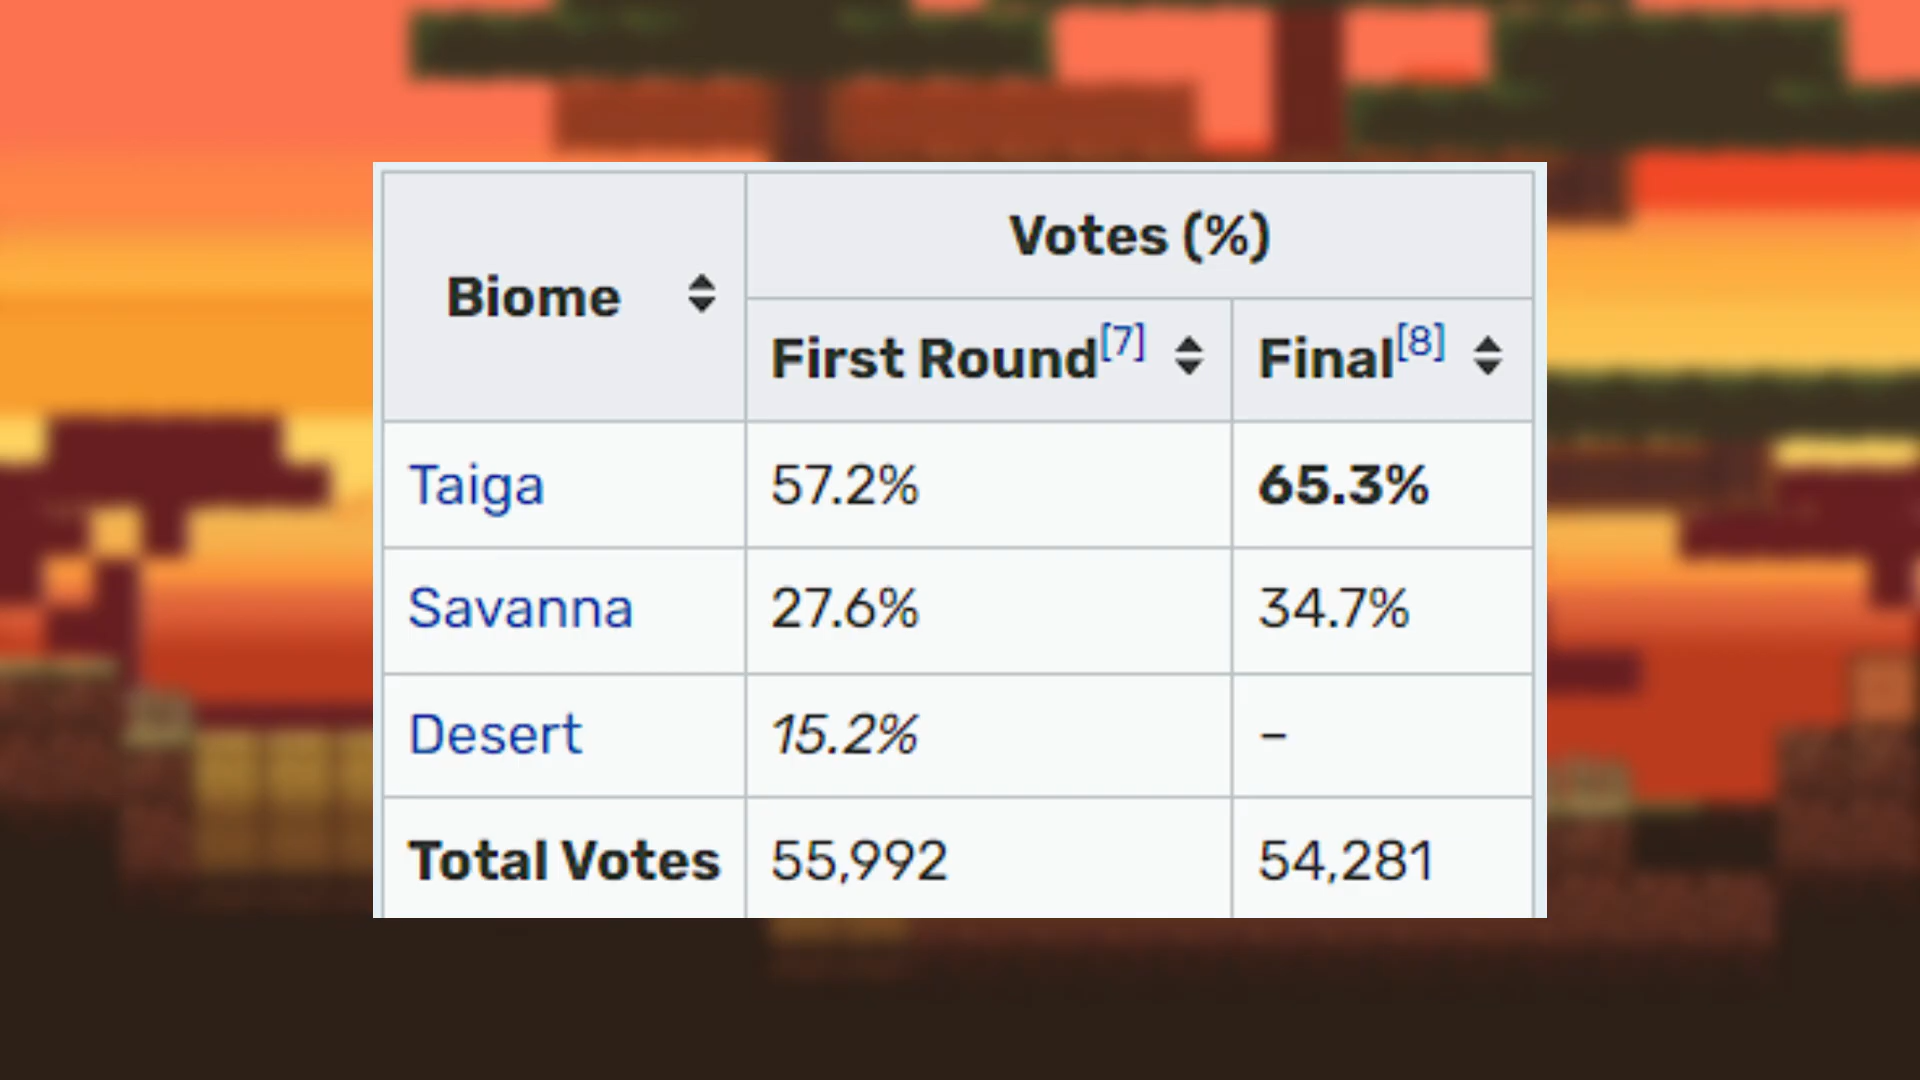 Biome
Votes (%)
First Round[7]
Final[8]
Taiga 57.2% 65.3%
Savanna 27.6% 34.7%
Desert 15.2% –
Total Votes 55,992 54,281